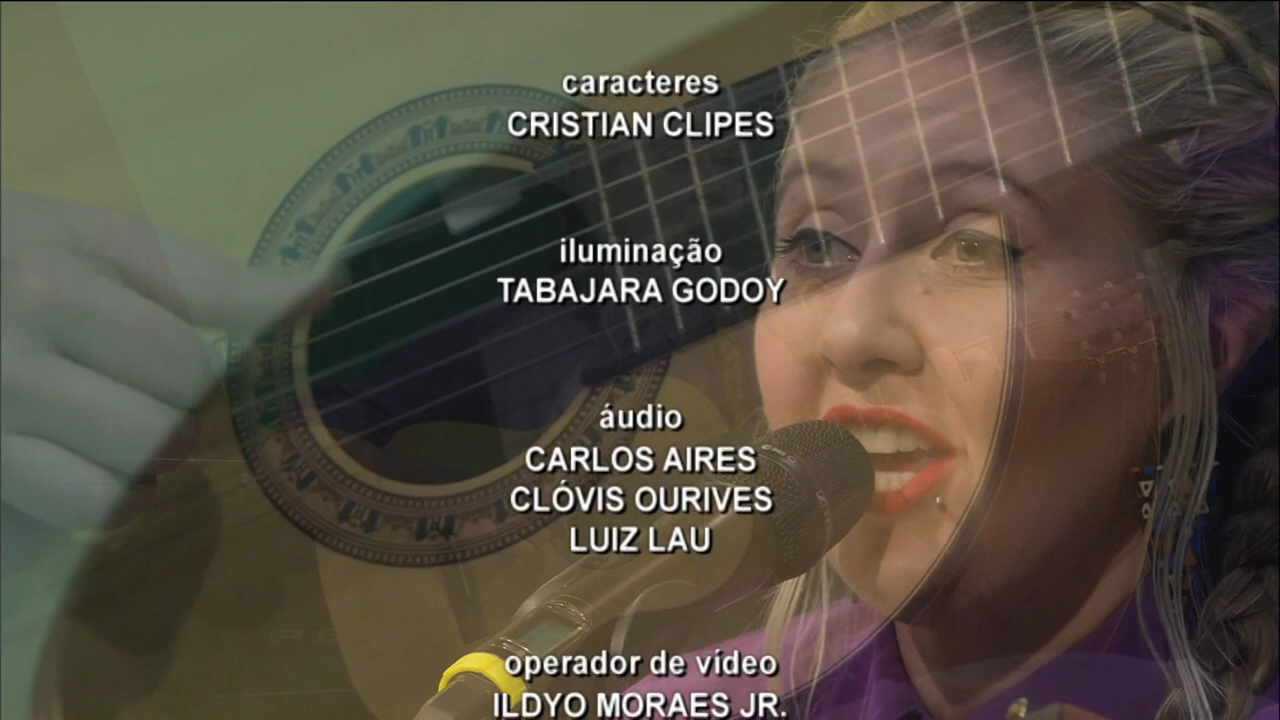 caracteres
CRISTIAN CLIPES
iluminação
TABAJARA GODOY
áudio
CARLOS AIRES
CLÓVIS OURIVES
LUIZ LAU
operador de vídeo
ILDYO MORAES JR.